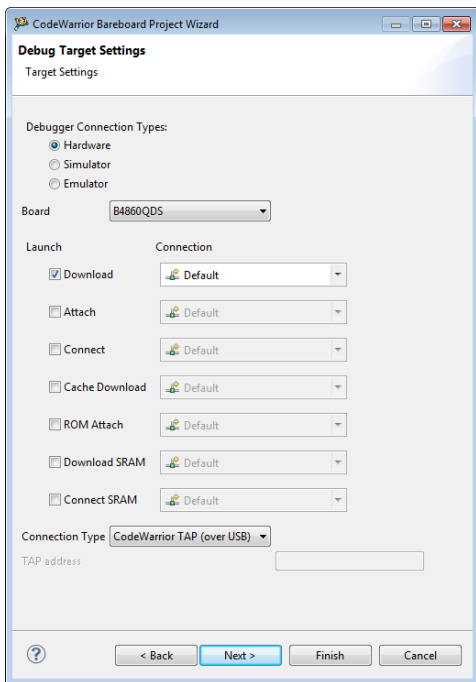 CodeWarrior Bareboard Project Wizard
Debug Target Settings
Target Settings
Debugger Connection Types:
Hardware
Simulator
Emulator
Board B4860QDS
Launch Connection
Download Default
Attach Default
Connect Default
Cache Download Default
ROM Attach Default
Download SRAM Default
Connect SRAM Default
Connection Type CodeWarrior TAP (over USB)
TAP address
? < Back Next > Finish Cancel